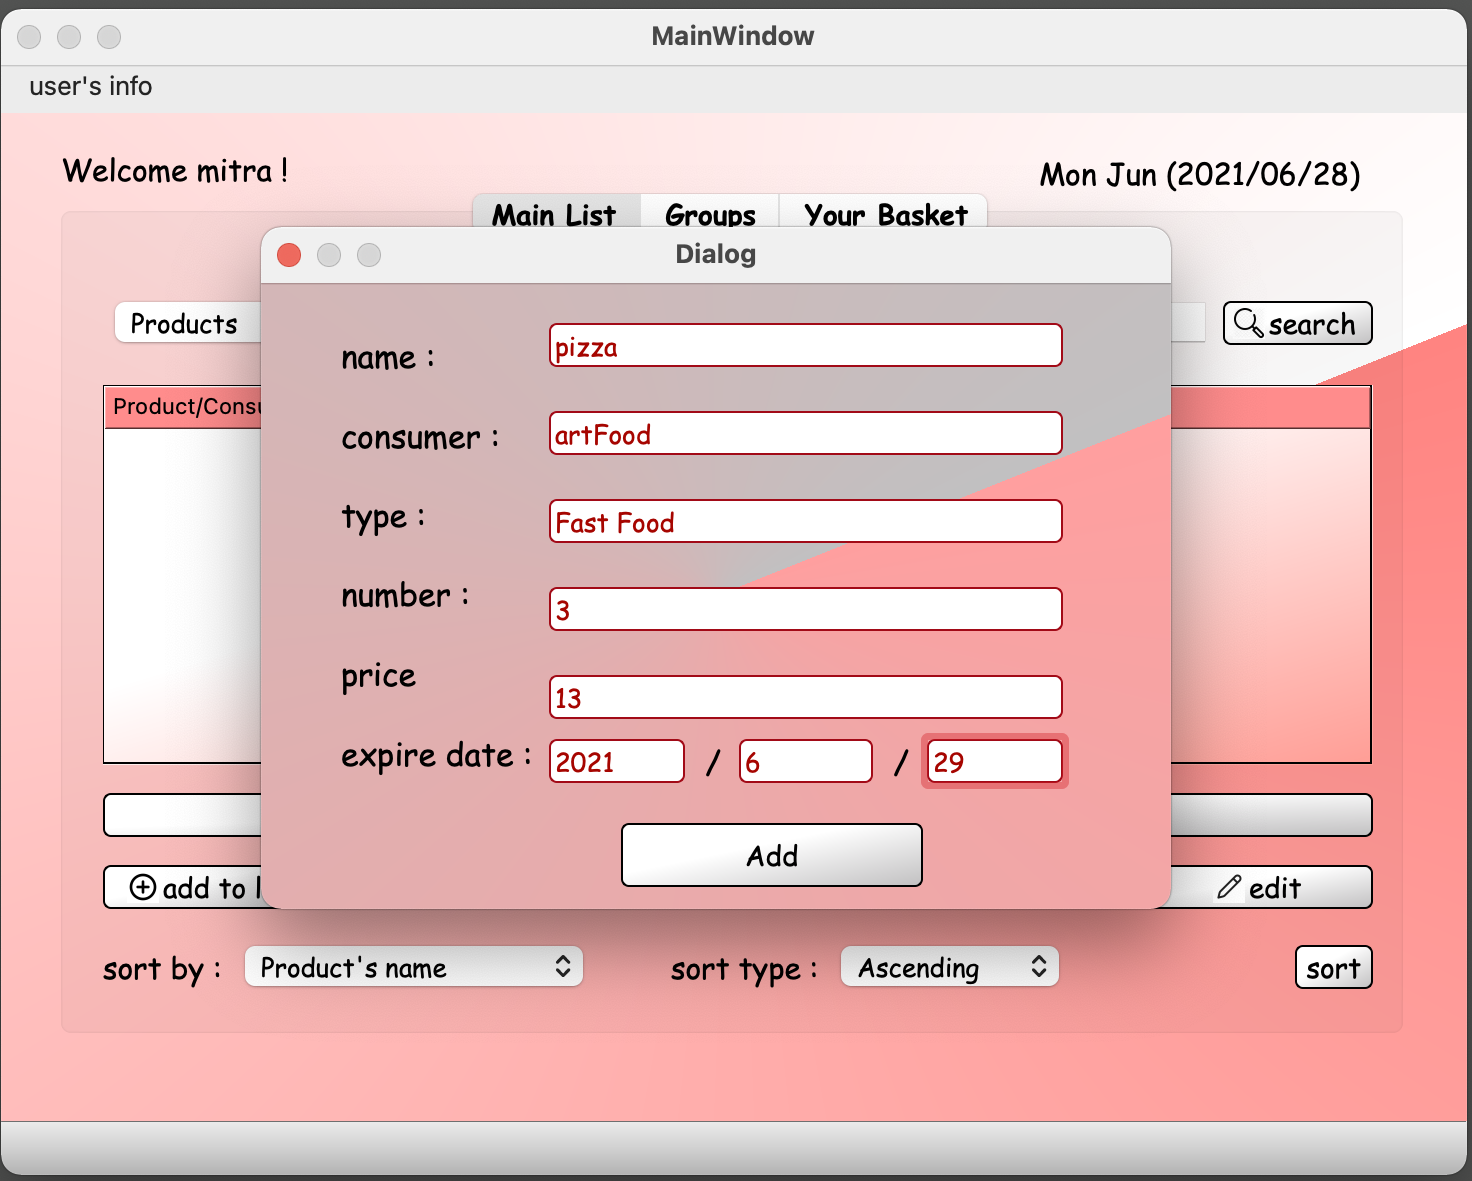 MainWindow
user's info
Welcome mitra !
Mon Jun (2021/06/28)
Main List Groups Your Basket
Dialog
Products
search
Product/Consu
name : pizza
consumer : artFood
type : Fast Food
number : 3
price 13
expire date : 2021 / 6 / 29
Add
add to l
edit
sort by : Product's name sort type : Ascending sort